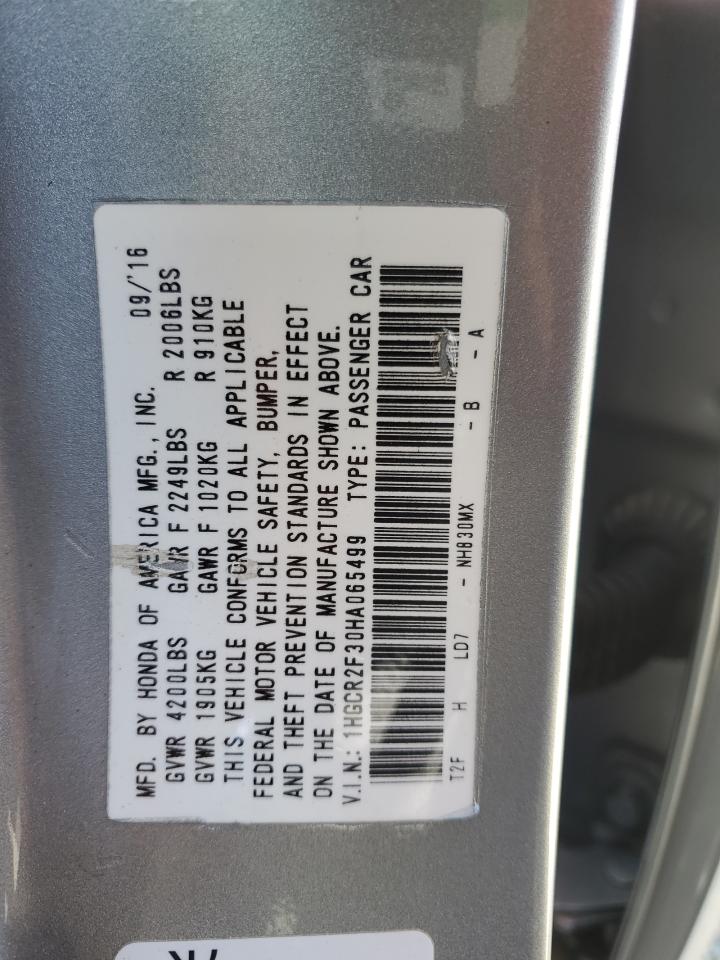 MFD. BY HONDA OF AMERICA MFG., INC. 09/'16
GVWR 4200LBS GAWR F 2249LBS R 2006LBS
GVWR 1905KG GAWR F 1020KG R 910KG
THIS VEHICLE CONFORMS TO ALL APPLICABLE
FEDERAL MOTOR VEHICLE SAFETY, BUMPER,
AND THEFT PREVENTION STANDARDS IN EFFECT
ON THE DATE OF MANUFACTURE SHOWN ABOVE.
V.I.N.: 1HGCR2F30HA065499 TYPE: PASSENGER CAR
T2F H LD7 - NH830MX - B - A